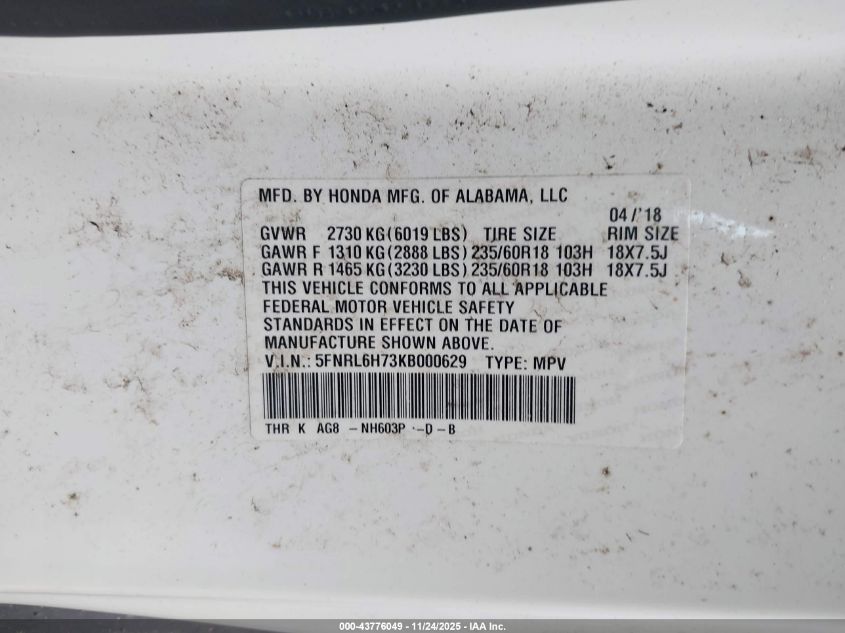 MFD. BY HONDA MFG. OF ALABAMA, LLC
04/'18
GVWR 2730 KG(6019 LBS) TIRE SIZE RIM SIZE
GAWR F 1310 KG(2888 LBS) 235/60R18 103H 18X7.5J
GAWR R 1465 KG(3230 LBS) 235/60R18 103H 18X7.5J
THIS VEHICLE CONFORMS TO ALL APPLICABLE
FEDERAL MOTOR VEHICLE SAFETY
STANDARDS IN EFFECT ON THE DATE OF
MANUFACTURE SHOWN ABOVE.
V.I.N.: 5FNRL6H73KB000629 TYPE: MPV
THR K AG8 -NH603P -D-B
000-43776049 - 11/24/2025 - IAA Inc.